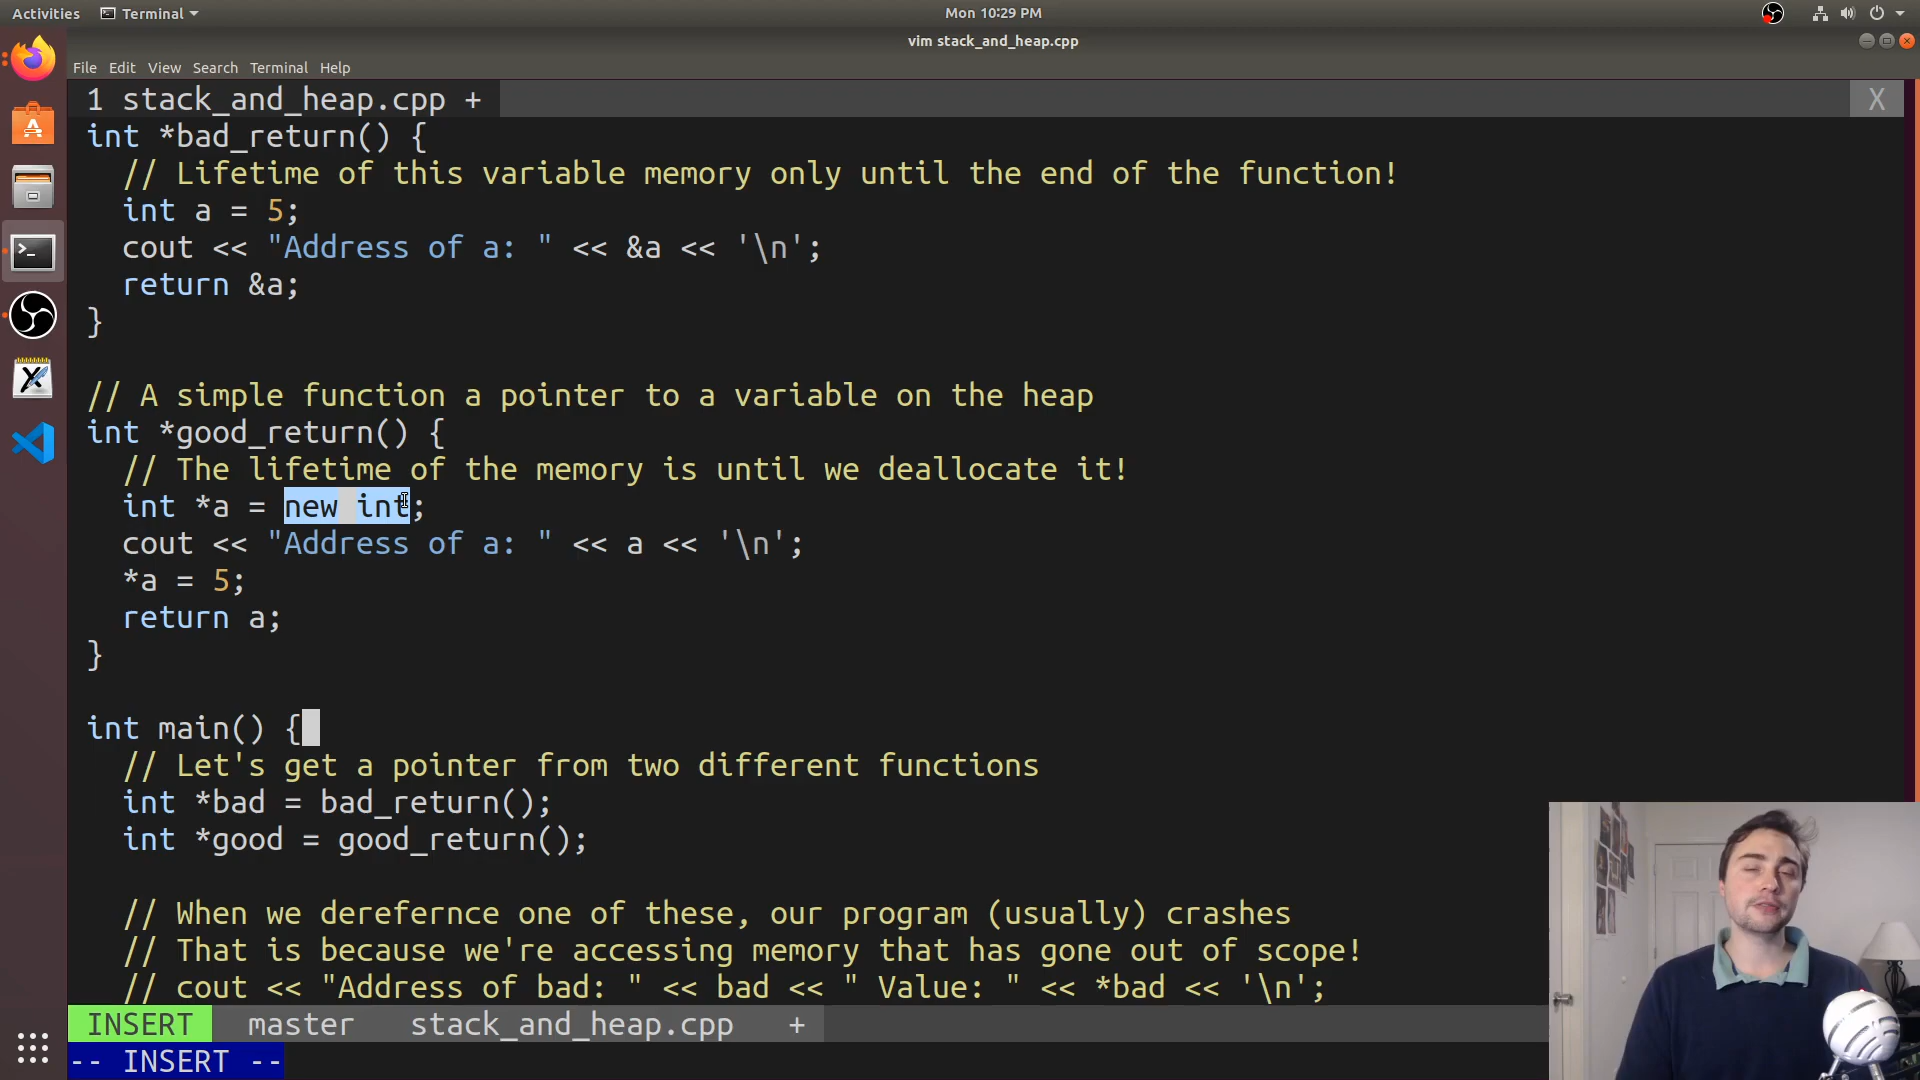 Activities Terminal Mon 10:29 PM
vim stack_and_heap.cpp
File Edit View Search Terminal Help
1 stack_and_heap.cpp + X
int *bad_return() {
// Lifetime of this variable memory only until the end of the function!
int a = 5;
cout << "Address of a: " << &a << '\n';
return &a;
}
// A simple function a pointer to a variable on the heap
int *good_return() {
// The lifetime of the memory is until we deallocate it!
int *a = new int;
cout << "Address of a: " << a << '\n';
*a = 5;
return a;
}
int main() {
// Let's get a pointer from two different functions
int *bad = bad_return();
int *good = good_return();
// When we derefernce one of these, our program (usually) crashes
// That is because we're accessing memory that has gone out of scope!
// cout << "Address of bad: " << bad << " Value: " << *bad << '\n';
INSERT master stack_and_heap.cpp +
-- INSERT --